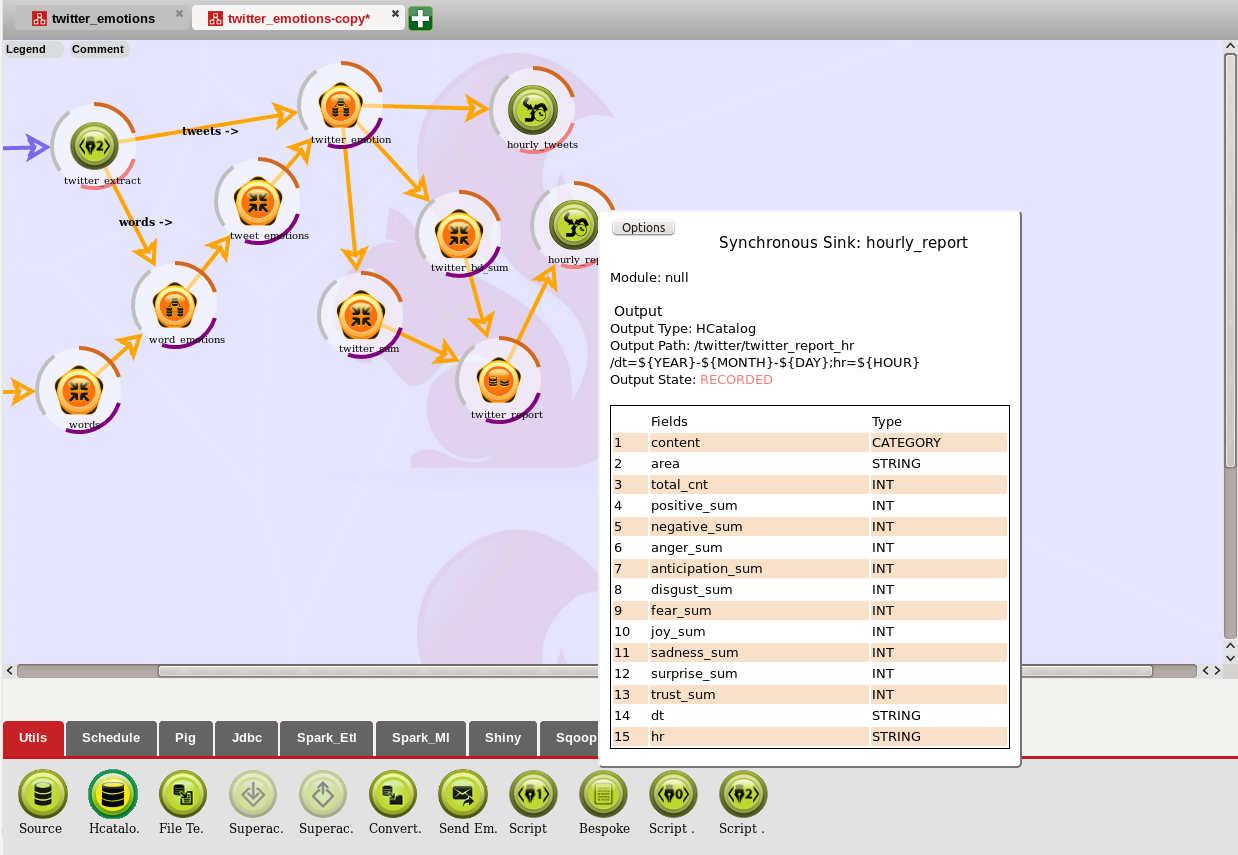 twitter_emotions
twitter_emotions-copy*
Legend
Comment
tweets ->
twitter_emotion
hourly_tweets
twitter_extract
words ->
tweet_emotions
hourly_rep
twitter_bd_sum
word_emotions
twitter_sum
twitter_report
words
Options
Synchronous Sink: hourly_report
Module: null
Output
Output Type: HCatalog
Output Path: /twitter/twitter_report_hr
/dt=${YEAR}-${MONTH}-${DAY};hr=${HOUR}
Output State: RECORDED
Fields Type
1 content CATEGORY
2 area STRING
3 total_cnt INT
4 positive_sum INT
5 negative_sum INT
6 anger_sum INT
7 anticipation_sum INT
8 disgust_sum INT
9 fear_sum INT
10 joy_sum INT
11 sadness_sum INT
12 surprise_sum INT
13 trust_sum INT
14 dt STRING
15 hr STRING
Utils Schedule Pig Jdbc Spark_Etl Spark_Ml Shiny Sqoop
Source Hcatalo. File Te. Superac. Superac. Convert. Send Em. Script Bespoke Script . Script .